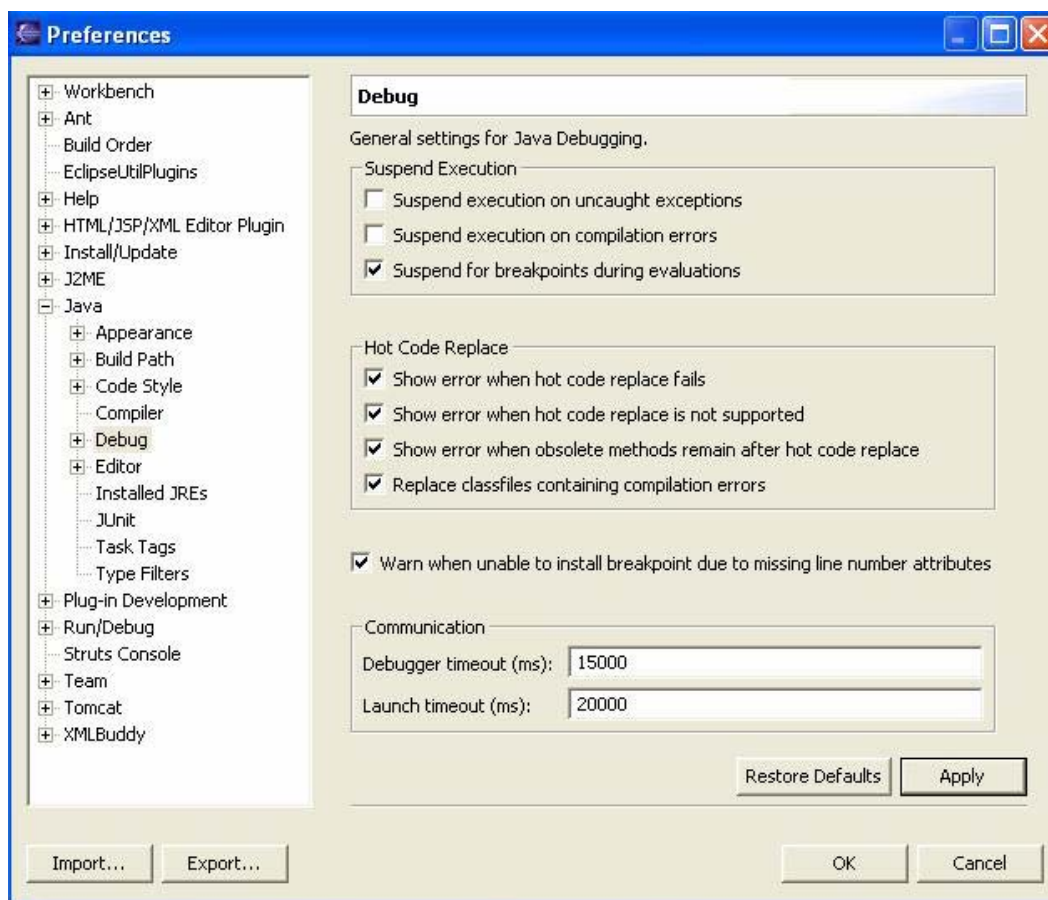 Preferences
Workbench
Ant
Build Order
EclipseUtilPlugins
Help
HTML/JSP/XML Editor Plugin
Install/Update
J2ME
Java
Appearance
Build Path
Code Style
Compiler
Debug
Editor
Installed JREs
JUnit
Task Tags
Type Filters
Plug-in Development
Run/Debug
Struts Console
Team
Tomcat
XMLBuddy
Debug
General settings for Java Debugging.
Suspend Execution
Suspend execution on uncaught exceptions
Suspend execution on compilation errors
Suspend for breakpoints during evaluations
Hot Code Replace
Show error when hot code replace fails
Show error when hot code replace is not supported
Show error when obsolete methods remain after hot code replace
Replace classfiles containing compilation errors
Warn when unable to install breakpoint due to missing line number attributes
Communication
Debugger timeout (ms): 15000
Launch timeout (ms): 20000
Restore Defaults Apply
Import... Export... OK Cancel